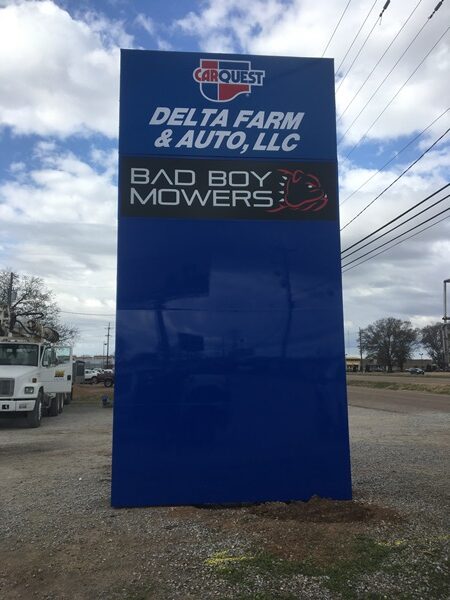 CARQUEST
DELTA FARM
& AUTO, LLC
BAD BOY
MOWERS